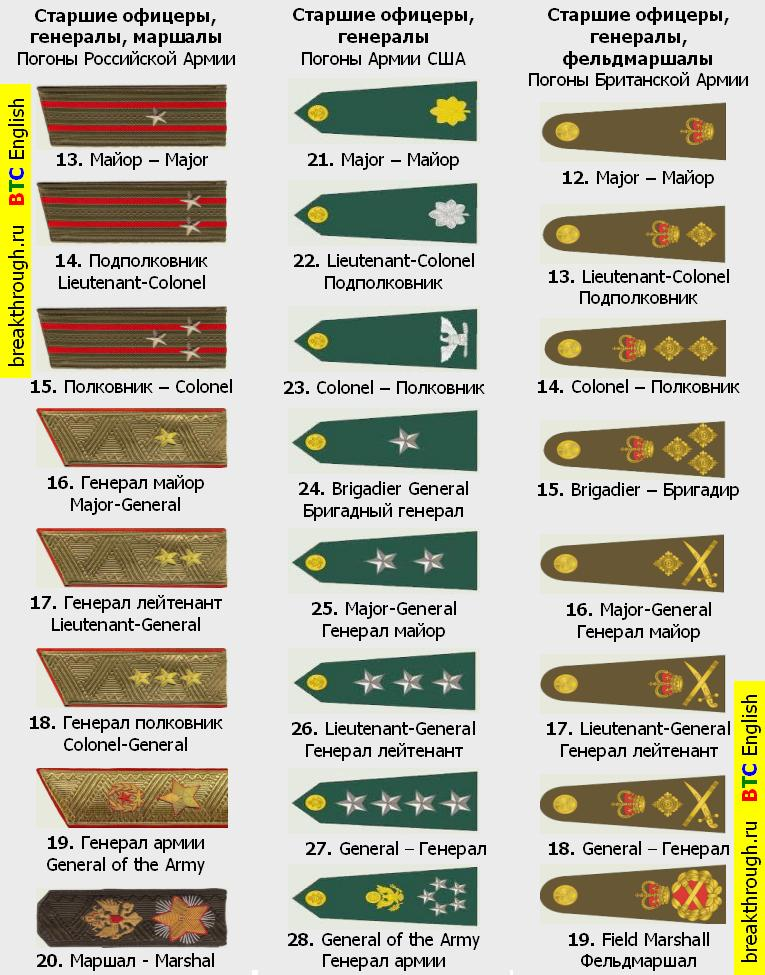 Старшие офицеры,
генералы, маршалы
Погоны Российской Армии
13. Майор – Major
14. Подполковник
Lieutenant-Colonel
15. Полковник – Colonel
16. Генерал майор
Major-General
17. Генерал лейтенант
Lieutenant-General
18. Генерал полковник
Colonel-General
19. Генерал армии
General of the Army
20. Маршал - Marshal
Старшие офицеры,
генералы
Погоны Армии США
21. Major – Майор
22. Lieutenant-Colonel
Подполковник
23. Colonel – Полковник
24. Brigadier General
Бригадный генерал
25. Major-General
Генерал майор
26. Lieutenant-General
Генерал лейтенант
27. General – Генерал
28. General of the Army
Генерал армии
Старшие офицеры,
генералы,
фельдмаршалы
Погоны Британской Армии
12. Major – Майор
13. Lieutenant-Colonel
Подполковник
14. Colonel – Полковник
15. Brigadier – Бригадир
16. Major-General
Генерал майор
17. Lieutenant-General
Генерал лейтенант
18. General – Генерал
19. Field Marshall
Фельдмаршал
breakthrough.ru BTC English
breakthrough.ru BTC English